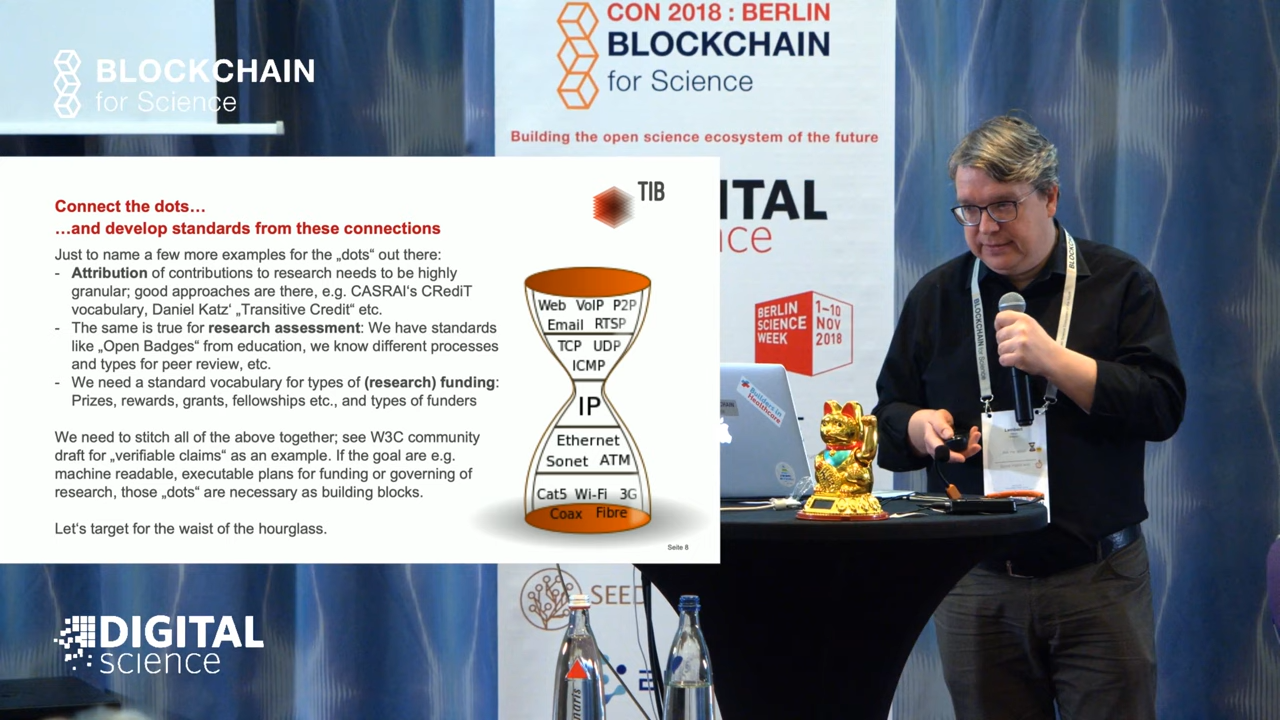 BLOCKCHAIN
for Science
CON 2018 : BERLIN
BLOCKCHAIN
for Science
Building the open science ecosystem of the future
ITAL
BERLIN
SCIENCE
WEEK
1–10
NOV
2018
TIB
Connect the dots…
…and develop standards from these connections
Just to name a few more examples for the „dots“ out there:
- Attribution of contributions to research needs to be highly
granular; good approaches are there, e.g. CASRAI‘s CRediT
vocabulary, Daniel Katz‘ „Transitive Credit“ etc.
- The same is true for research assessment: We have standards
like „Open Badges“ from education, we know different processes
and types for peer review, etc.
- We need a standard vocabulary for types of (research) funding:
Prizes, rewards, grants, fellowships etc., and types of funders
We need to stitch all of the above together; see W3C community
draft for „verifiable claims“ as an example. If the goal are e.g.
machine readable, executable plans for funding or governing of
research, those „dots“ are necessary as building blocks.
Let‘s target for the waist of the hourglass.
Web VoIP P2P
Email RTSP
TCP UDP
ICMP
IP
Ethernet
Sonet ATM
Cat5 Wi-Fi 3G
Coax Fibre
Seite 8
Builders in
Healthcare
BLOCKCHAIN for Science
SEED
DIGITAL
science